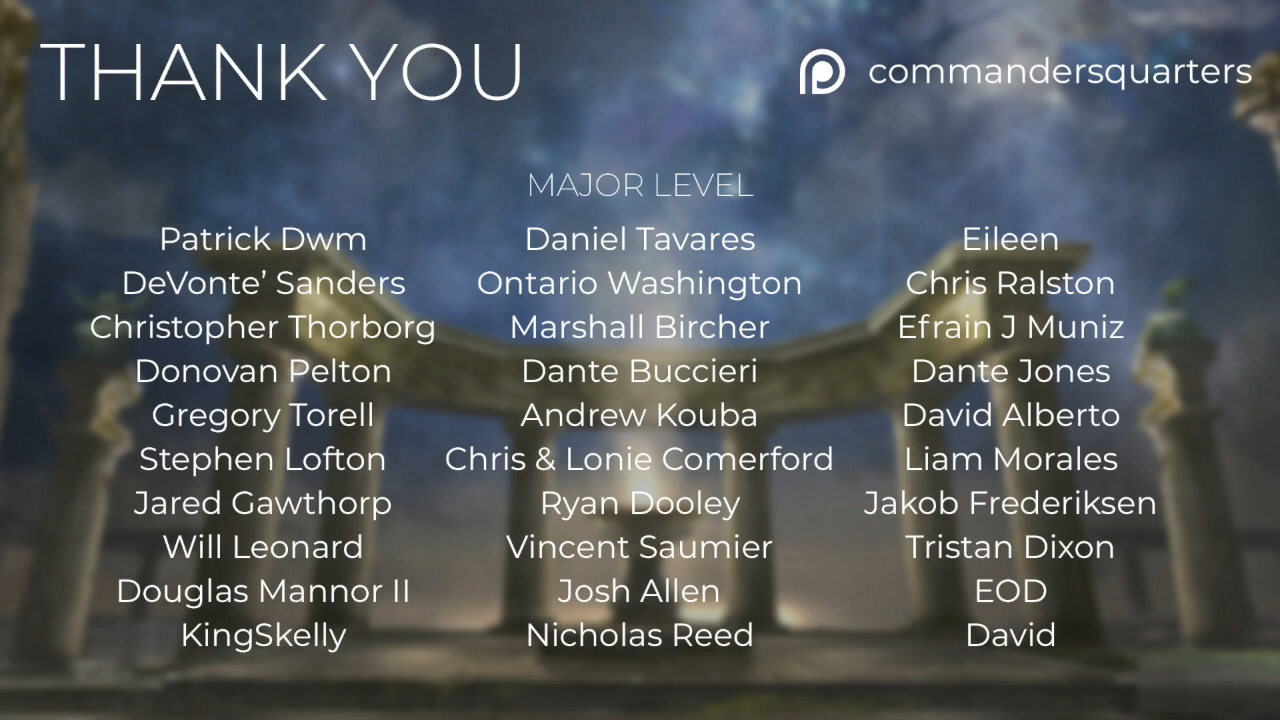 THANK YOU
commandersquarters
MAJOR LEVEL
Patrick Dwm
DeVonte’ Sanders
Christopher Thorborg
Donovan Pelton
Gregory Torell
Stephen Lofton
Jared Gawthorp
Will Leonard
Douglas Mannor II
KingSkelly
Daniel Tavares
Ontario Washington
Marshall Bircher
Dante Buccieri
Andrew Kouba
Chris & Lonie Comerford
Ryan Dooley
Vincent Saumier
Josh Allen
Nicholas Reed
Eileen
Chris Ralston
Efrain J Muniz
Dante Jones
David Alberto
Liam Morales
Jakob Frederiksen
Tristan Dixon
EOD
David